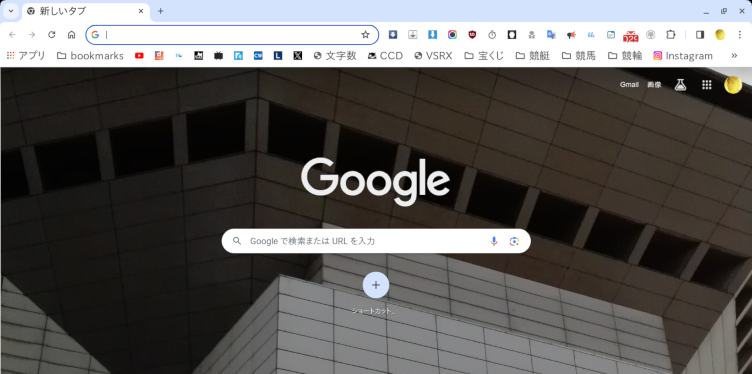 新しいタブ
アプリ bookmarks 文字数 CCD VSRX 宝くじ 競艇 競馬 競輪 Instagram
Gmail 画像
Google
Google で検索または URL を入力
ショートカット...